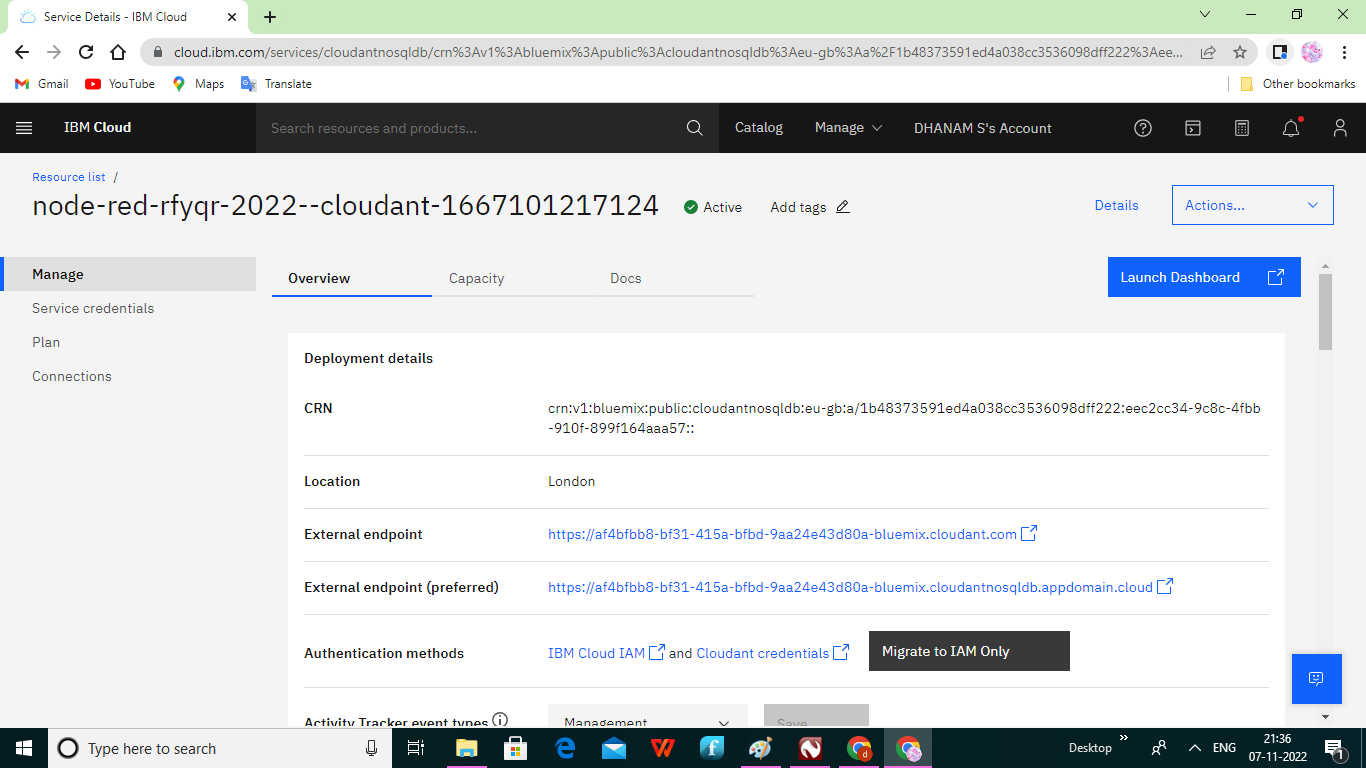 Service Details - IBM Cloud
cloud.ibm.com/services/cloudantnosqldb/crn%3Av1%3Abluemix%3Apublic%3Acloudantnosqldb%3Aeu-gb%3Aa%2F1b48373591ed4a038cc3536098dff222%3Aee...
Gmail YouTube Maps Translate Other bookmarks
IBM Cloud Search resources and products... Catalog Manage DHANAM S's Account
Resource list /
node-red-rfyqr-2022--cloudant-1667101217124 Active Add tags Details Actions...
Manage
Service credentials
Plan
Connections
Overview Capacity Docs Launch Dashboard
Deployment details
CRN crn:v1:bluemix:public:cloudantnosqldb:eu-gb:a/1b48373591ed4a038cc3536098dff222:eec2cc34-9c8c-4fbb
-910f-899f164aaa57::
Location London
External endpoint https://af4bfbb8-bf31-415a-bfbd-9aa24e43d80a-bluemix.cloudant.com
External endpoint (preferred) https://af4bfbb8-bf31-415a-bfbd-9aa24e43d80a-bluemix.cloudantnosqldb.appdomain.cloud
Authentication methods IBM Cloud IAM and Cloudant credentials Migrate to IAM Only
Activity Tracker event types Management Save
Type here to search Desktop ENG 21:36
07-11-2022 1